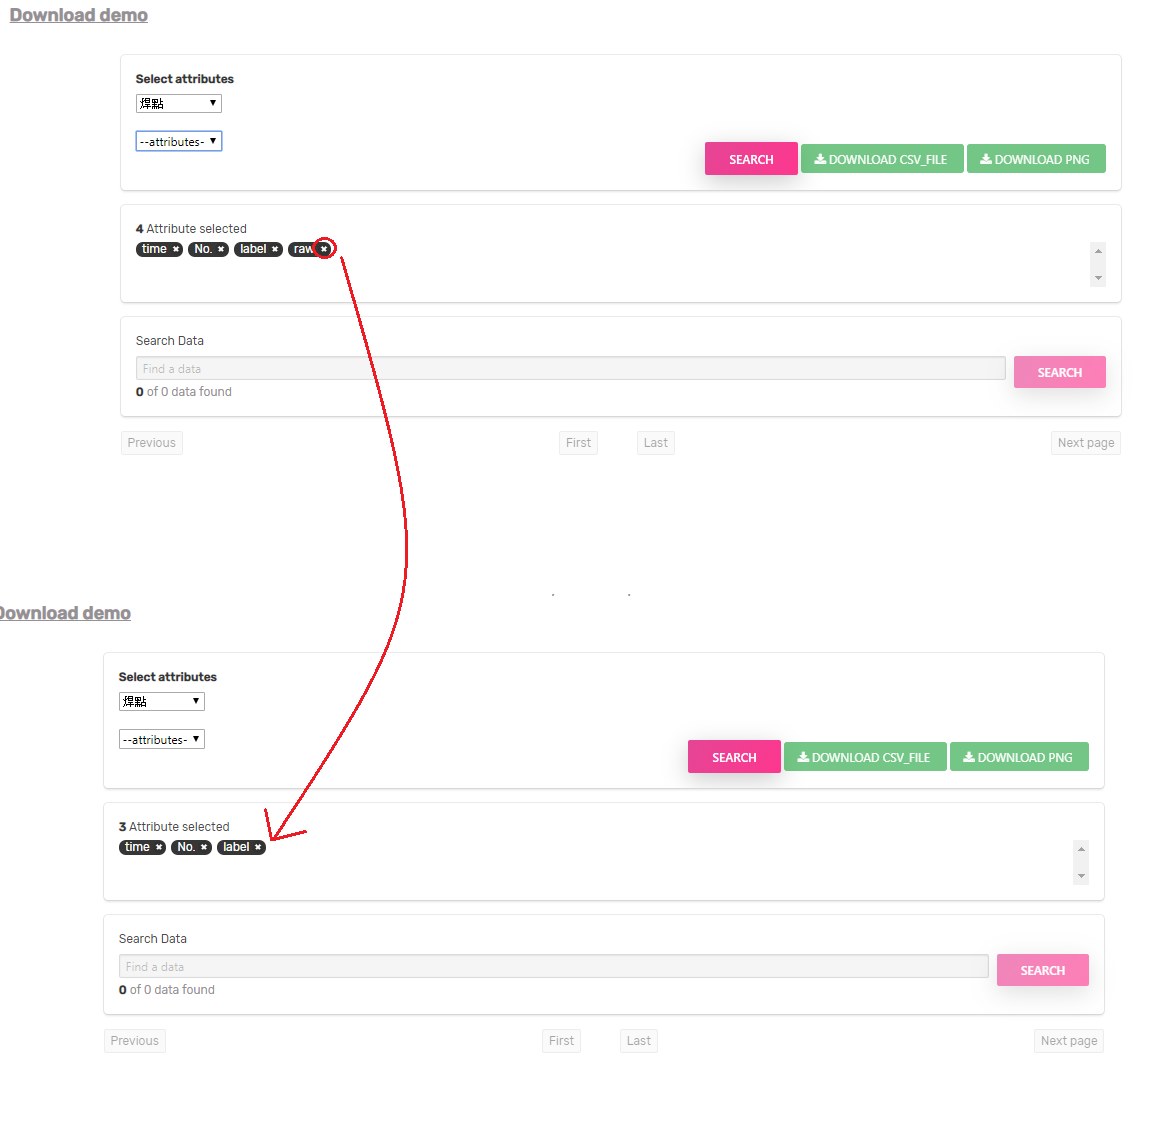 Download demo
Select attributes
焊點
--attributes-
SEARCH DOWNLOAD CSV_FILE DOWNLOAD PNG
4 Attribute selected
time × No. × label × raw ×
Search Data
Find a data
SEARCH
0 of 0 data found
Previous First Last Next page
Download demo
Select attributes
焊點
--attributes-
SEARCH DOWNLOAD CSV_FILE DOWNLOAD PNG
3 Attribute selected
time × No. × label ×
Search Data
Find a data
SEARCH
0 of 0 data found
Previous First Last Next page